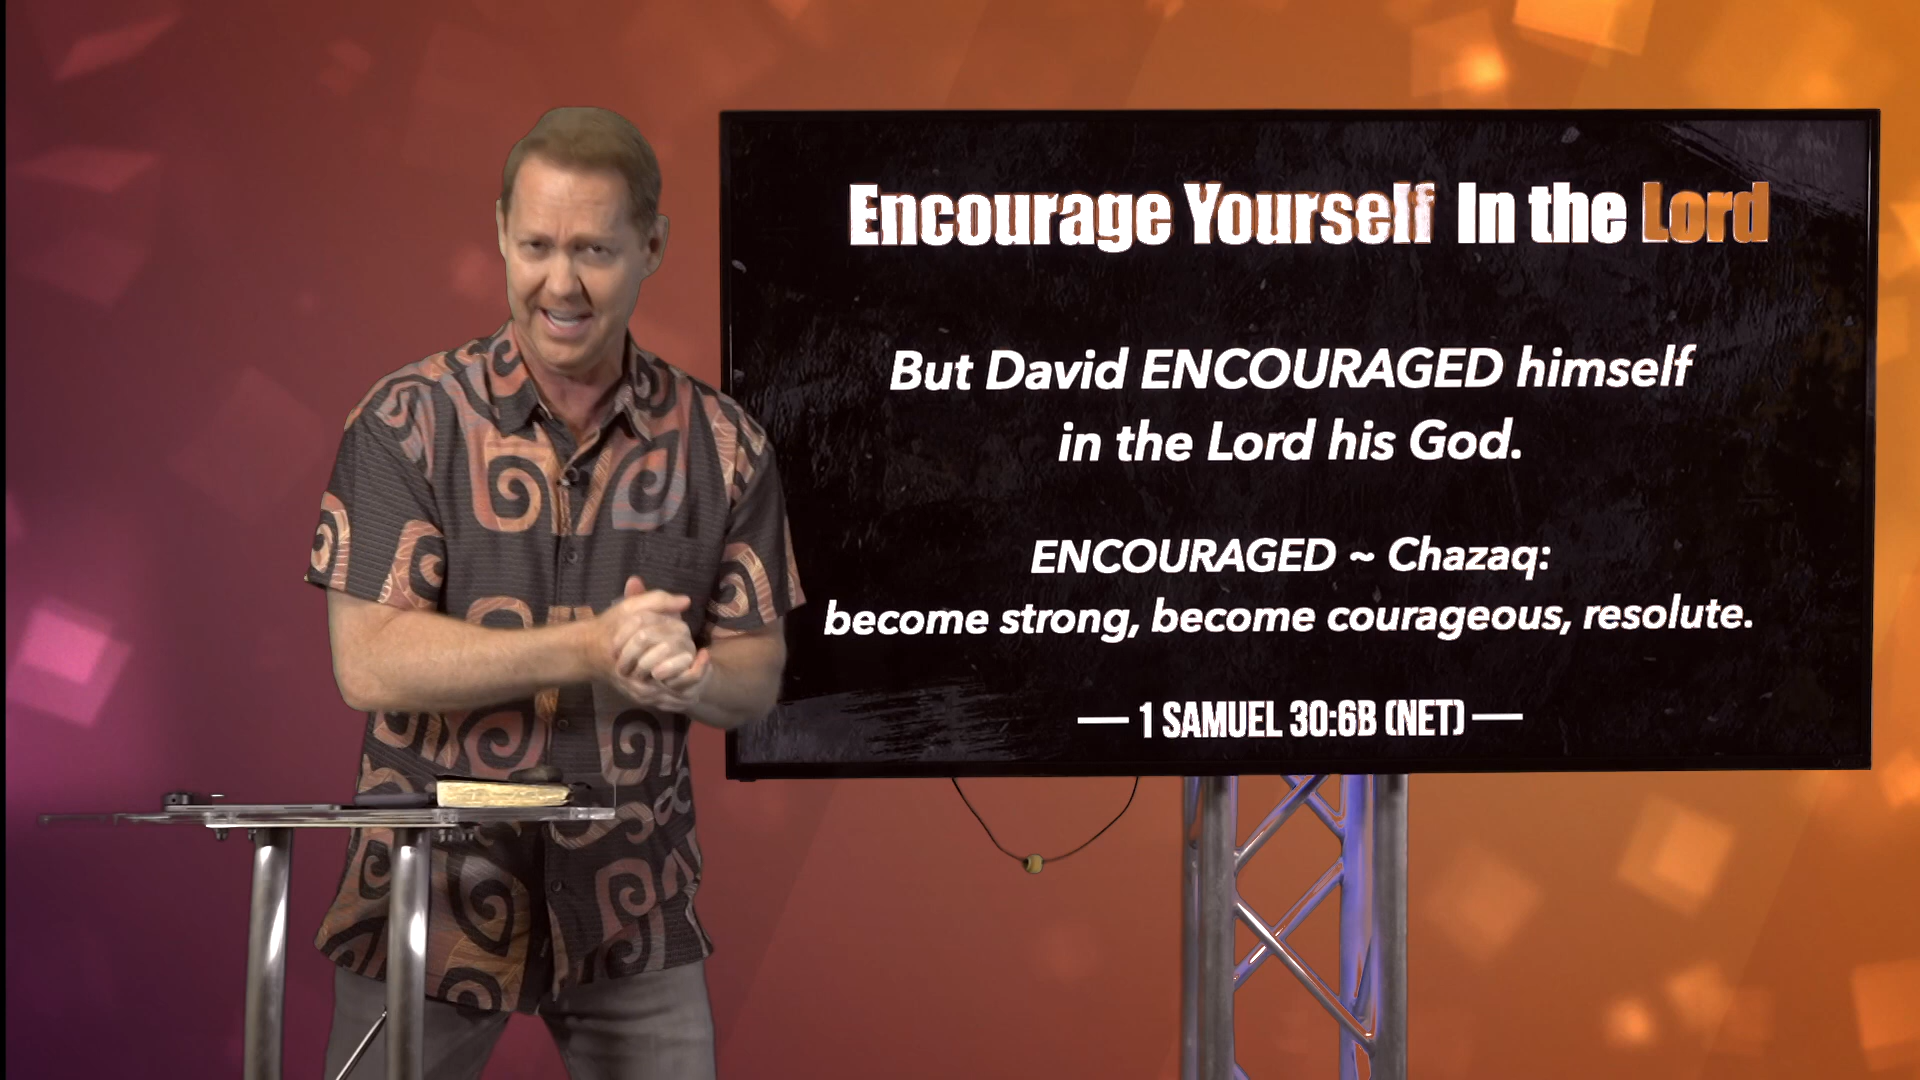 Encourage Yourself In the Lord
But David ENCOURAGED himself
in the Lord his God.
ENCOURAGED ~ Chazaq:
become strong, become courageous, resolute.
— 1 SAMUEL 30:6B (NET) —